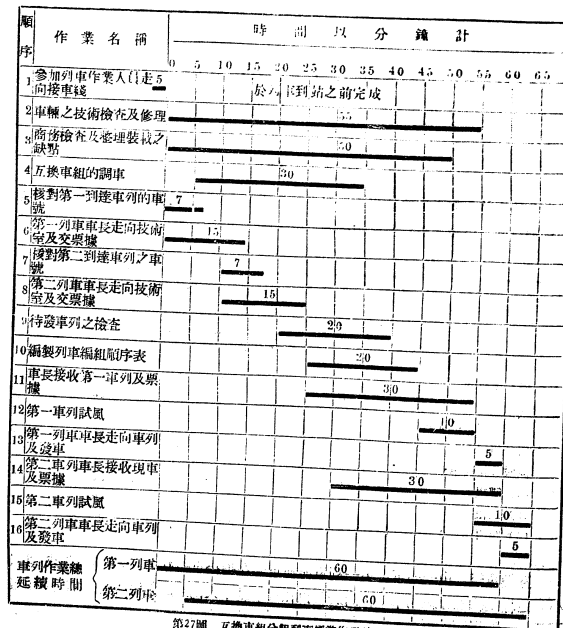 順序 作業名稱 時間以分鐘計
0 5 10 15 20 25 30 35 40 45 50 55 60 65
1 參加列車作業人員走向接車綫 5 於列車到站之前完成
2 車輛之技術檢查及修理 55
3 商務檢查及修理裝載之缺點 50
4 互換車組的調車 30
5 核對第一到達車列的車號 7
6 第一列車車長走向技術室及交票據 15
7 核對第二到達車列之車號 7
8 第二列車車長走向技術室及交票據 15
9 待發車列之檢查 20
10 編製列車編組順序表 20
11 車長接收第一車列及票據 30
12 第一車列試風 10
13 第一列車車長走向車列及發車 5
14 第二車列車長接收現車及票據 30
15 第二車列試風 10
16 第二列車車長走向車列及發車 5
車列作業總延續時間
第一列車 60
第二列車 60
第27圖 互換車組分組列車